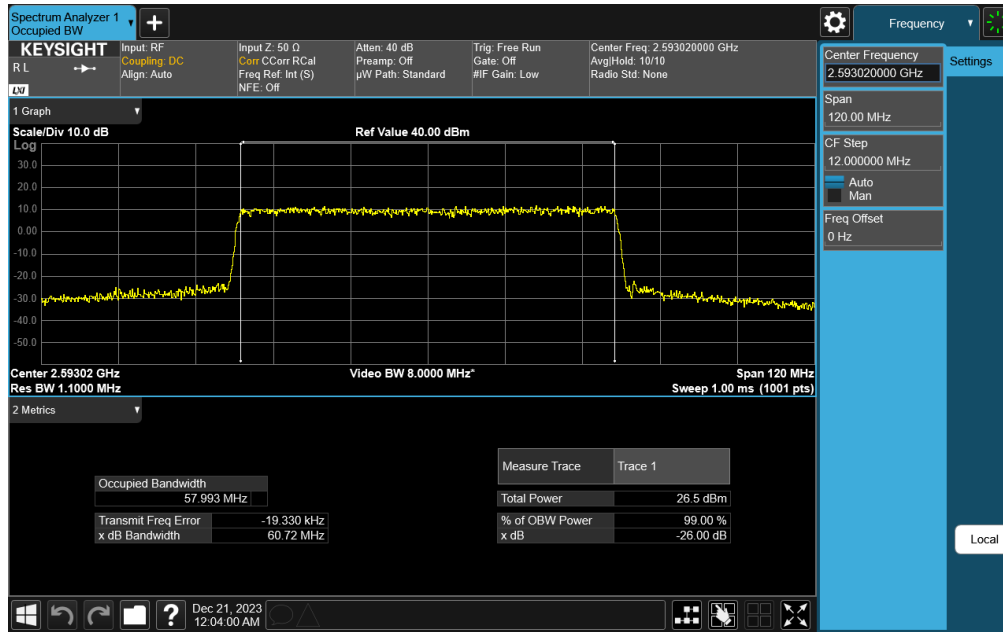 Spectrum Analyzer 1
Occupied BW
Frequency
KEYSIGHT
R L
LXI
Input: RF
Coupling: DC
Align: Auto
Input Z: 50 Ω
Corr CCorr RCal
Freq Ref: Int (S)
NFE: Off
Atten: 40 dB
Preamp: Off
µW Path: Standard
Trig: Free Run
Gate: Off
#IF Gain: Low
Center Freq: 2.593020000 GHz
Avg|Hold: 10/10
Radio Std: None
Center Frequency
2.593020000 GHz
Settings
Span
120.00 MHz
CF Step
12.000000 MHz
Auto
Man
Freq Offset
0 Hz
Local
1 Graph
Scale/Div 10.0 dB
Ref Value 40.00 dBm
Log
30.0
20.0
10.0
0.00
-10.0
-20.0
-30.0
-40.0
-50.0
Center 2.59302 GHz
Video BW 8.0000 MHz*
Span 120 MHz
Res BW 1.1000 MHz
Sweep 1.00 ms (1001 pts)
2 Metrics
Occupied Bandwidth
57.993 MHz
Transmit Freq Error -19.330 kHz
x dB Bandwidth 60.72 MHz
Measure Trace Trace 1
Total Power 26.5 dBm
% of OBW Power 99.00 %
x dB -26.00 dB
Dec 21, 2023
12:04:00 AM